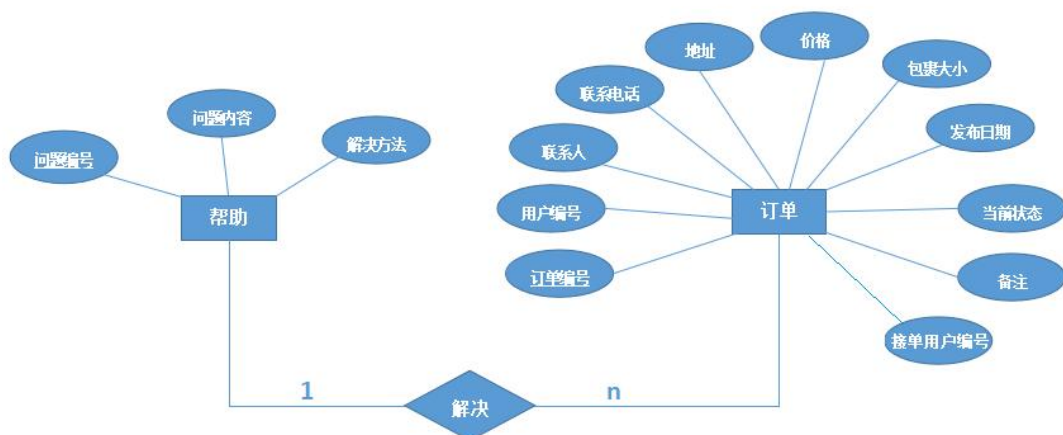 价格
地址
包裹大小
联系电话
问题内容
发布日期
解决方法
问题编号
联系人
帮助
用户编号
订单
当前状态
订单编号
备注
接单用户编号
1
解决
n